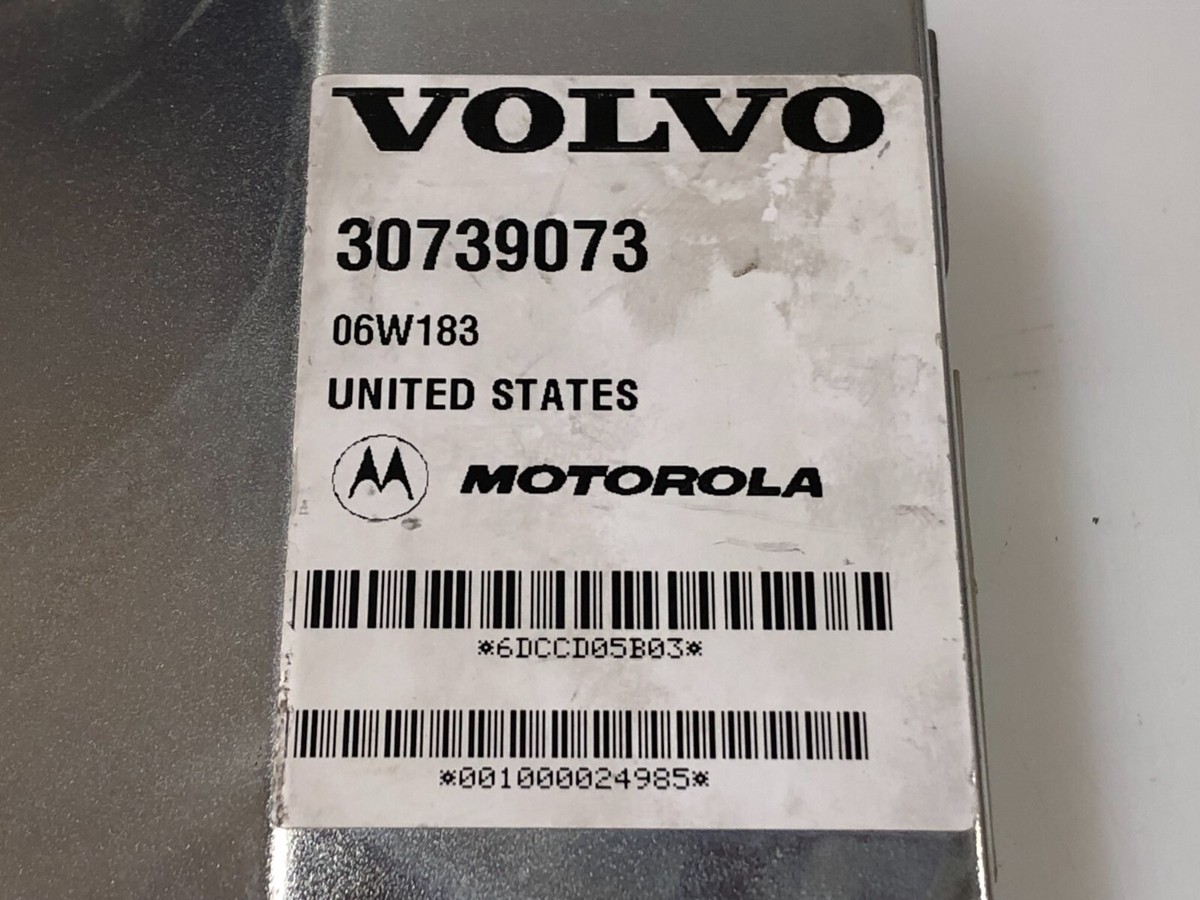 VOLVO
30739073
06W183
UNITED STATES
MOTOROLA
*6DCCD05B03*
*001000024985*